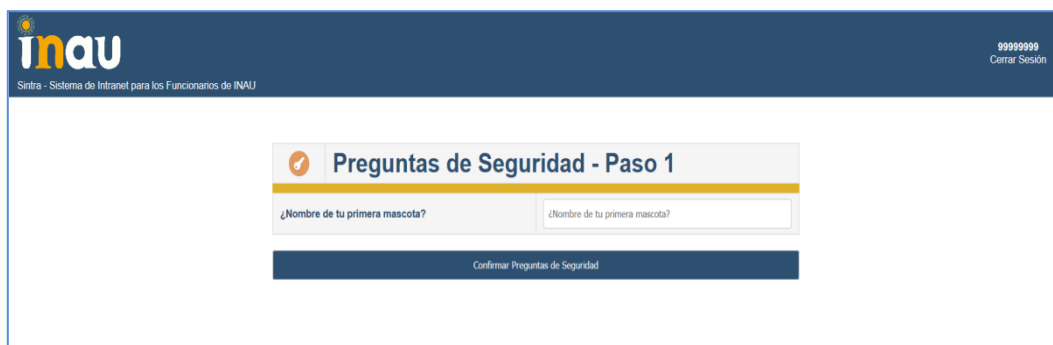 inau
99999999
Cerrar Sesión
Sintra - Sistema de Intranet para los Funcionarios de INAU
Preguntas de Seguridad - Paso 1
¿Nombre de tu primera mascota?
¿Nombre de tu primera mascota?
Confirmar Preguntas de Seguridad